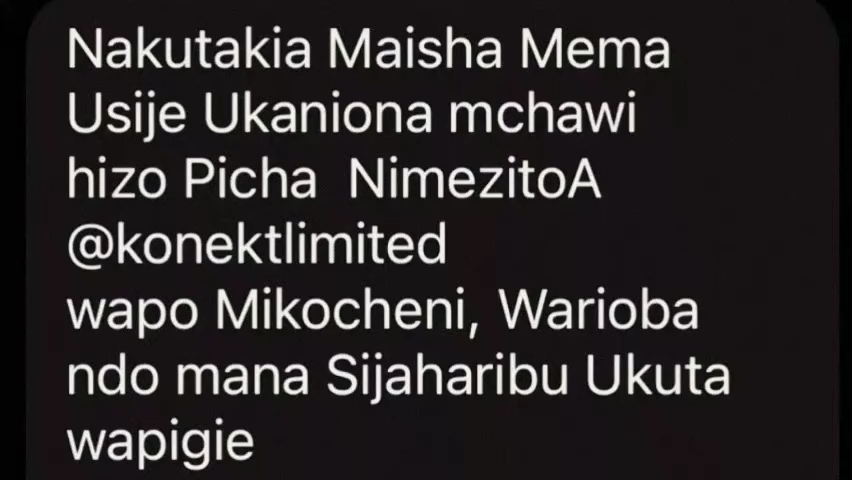 Nakutakia Maisha Mema
Usije Ukaniona mchawi
hizo Picha  NimezitoA
@konektlimited
wapo Mikocheni, Warioba
ndo mana Sijaharibu Ukuta
wapigie